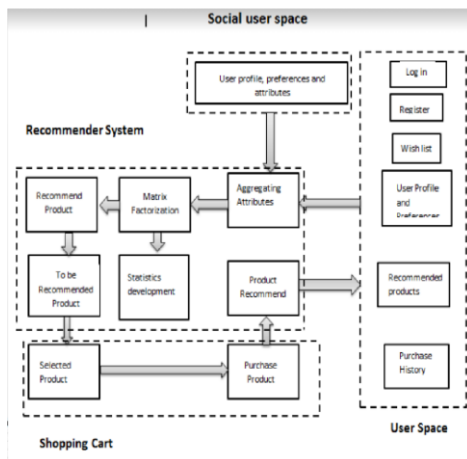 Social user space
User profile, preferences and
attributes
Log in
Register
Wish list
User Profile
and
Preferences
Recommended
products
Purchase
History
User Space
Recommender System
Recommend
Product
Matrix
Factorization
Aggregating
Attributes
To be
Recommended
Product
Statistics
development
Product
Recommend
Selected
Product
Purchase
Product
Shopping Cart